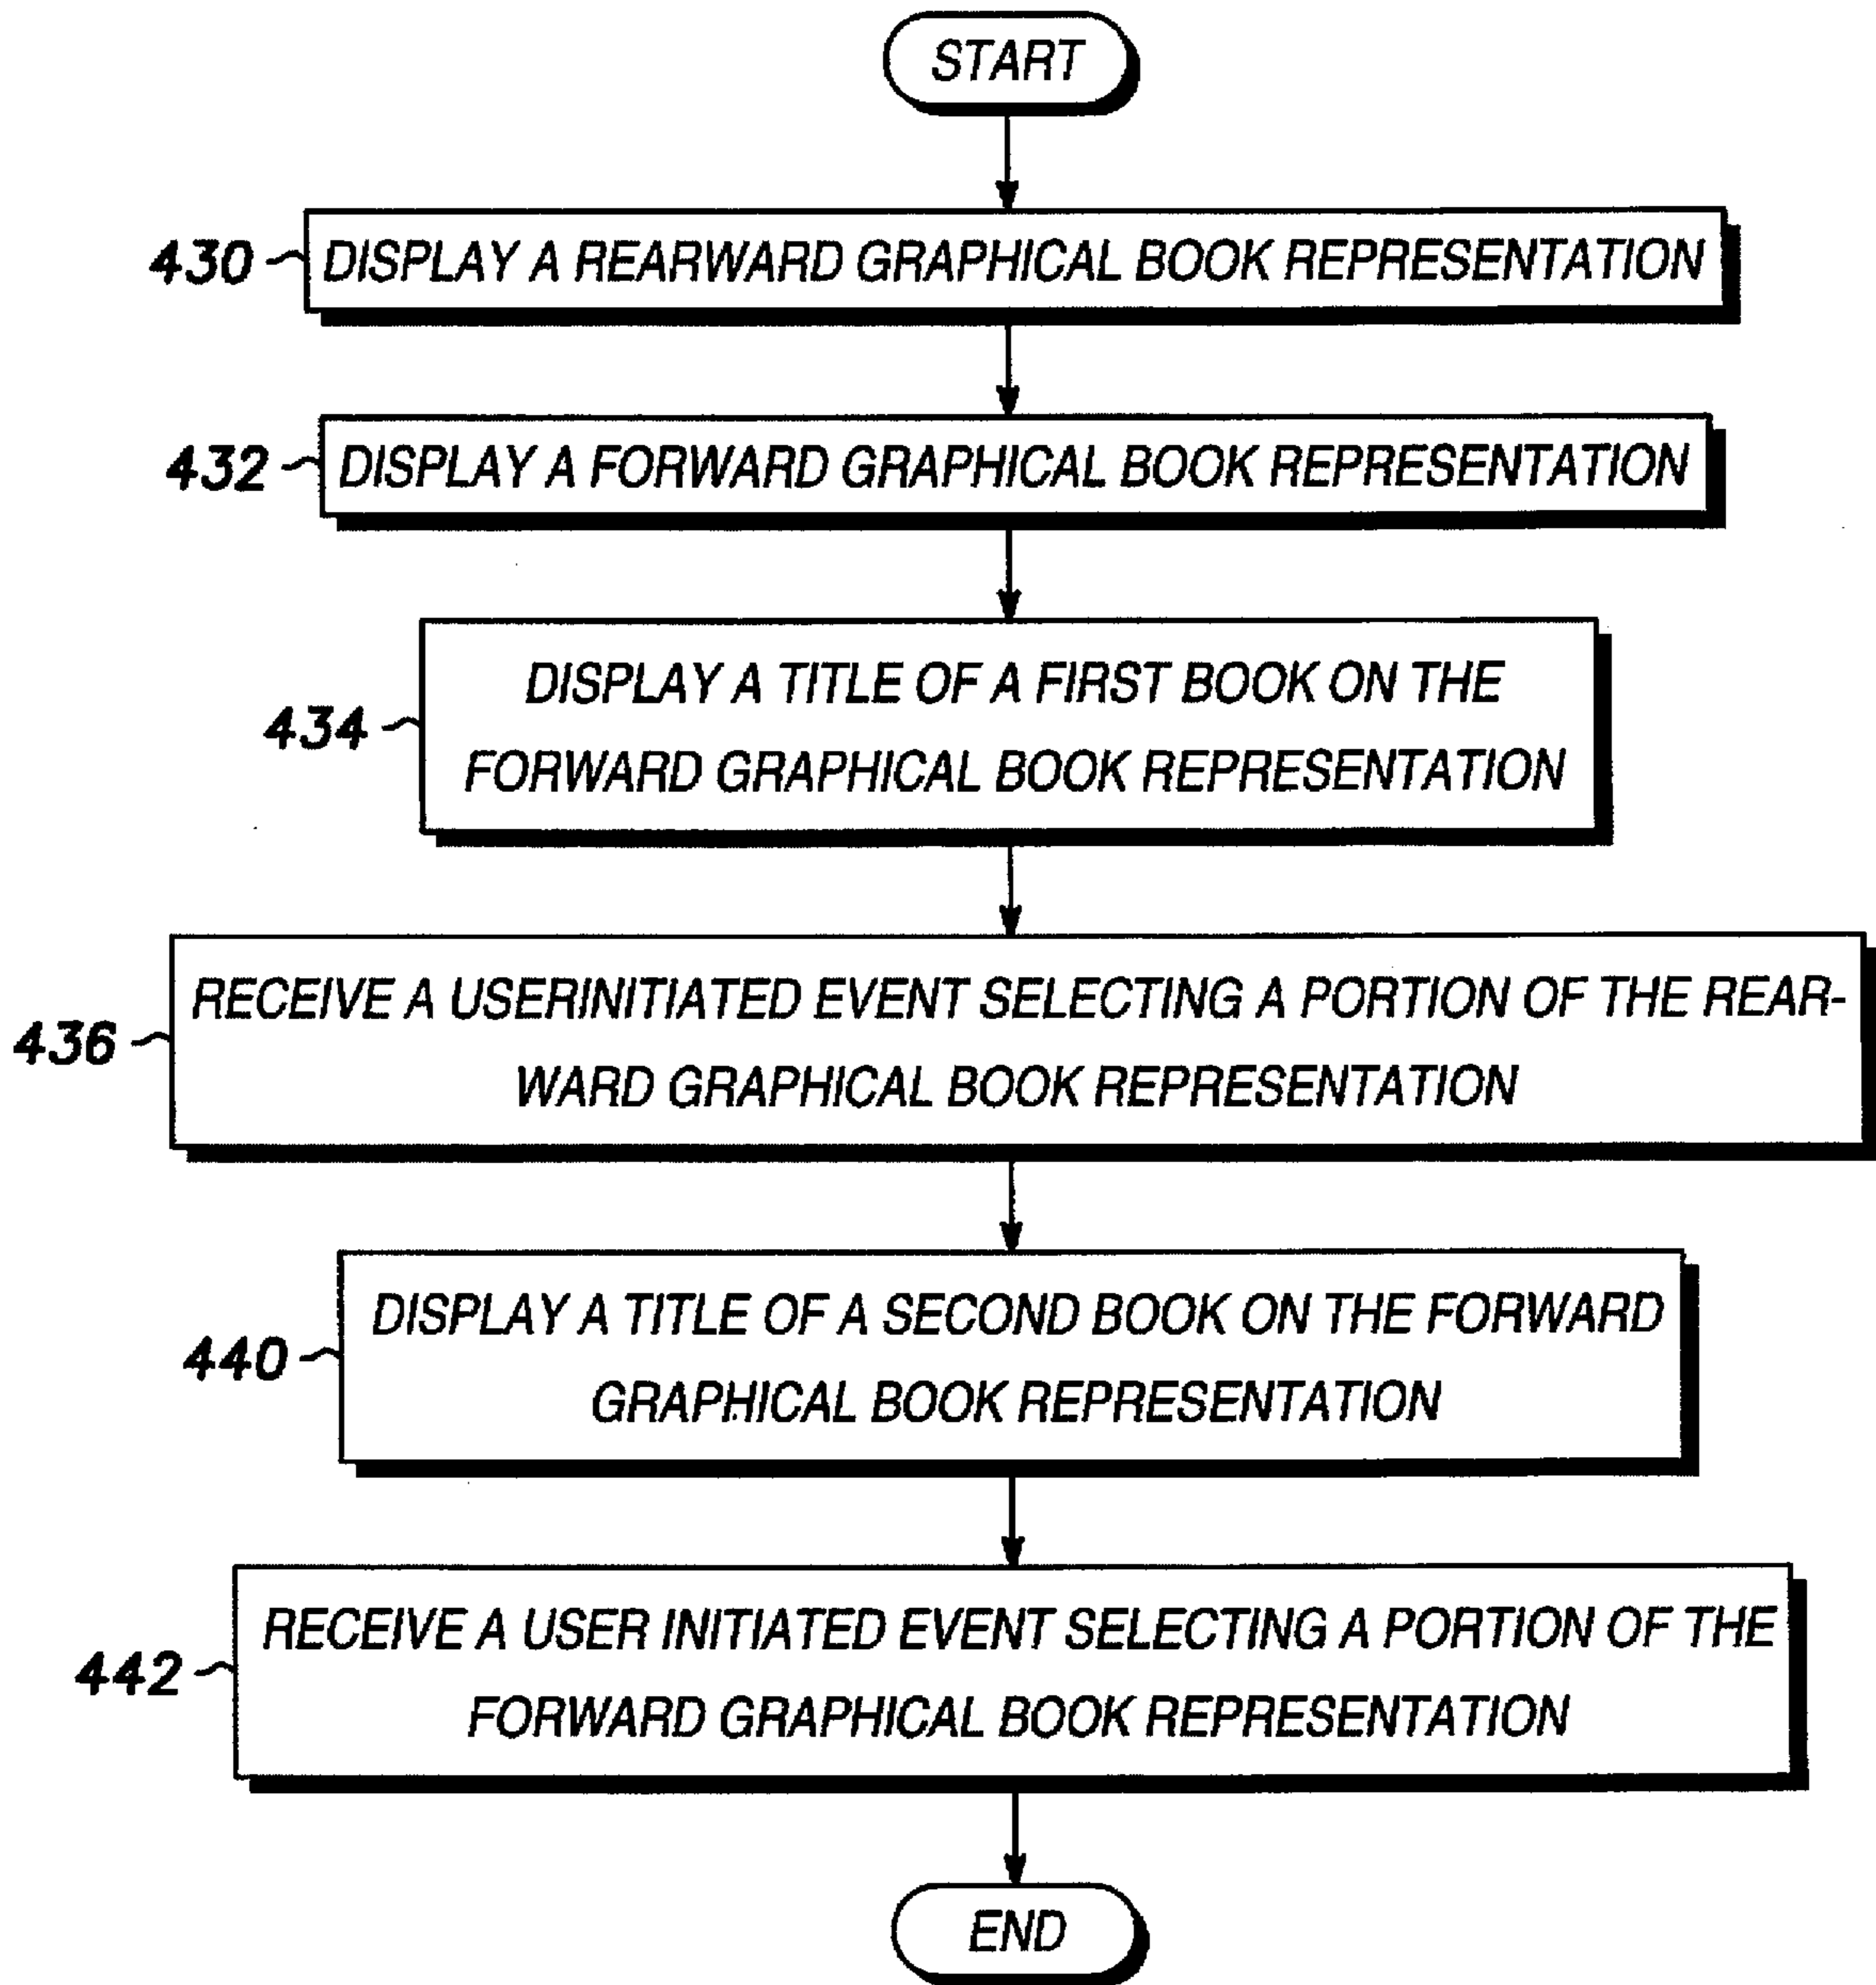 START
430 DISPLAY A REARWARD GRAPHICAL BOOK REPRESENTATION
432 DISPLAY A FORWARD GRAPHICAL BOOK REPRESENTATION
434 DISPLAY A TITLE OF A FIRST BOOK ON THE
FORWARD GRAPHICAL BOOK REPRESENTATION
436 RECEIVE A USERINITIATED EVENT SELECTING A PORTION OF THE REAR-
WARD GRAPHICAL BOOK REPRESENTATION
440 DISPLAY A TITLE OF A SECOND BOOK ON THE FORWARD
GRAPHICAL BOOK REPRESENTATION
442 RECEIVE A USER INITIATED EVENT SELECTING A PORTION OF THE
FORWARD GRAPHICAL BOOK REPRESENTATION
END